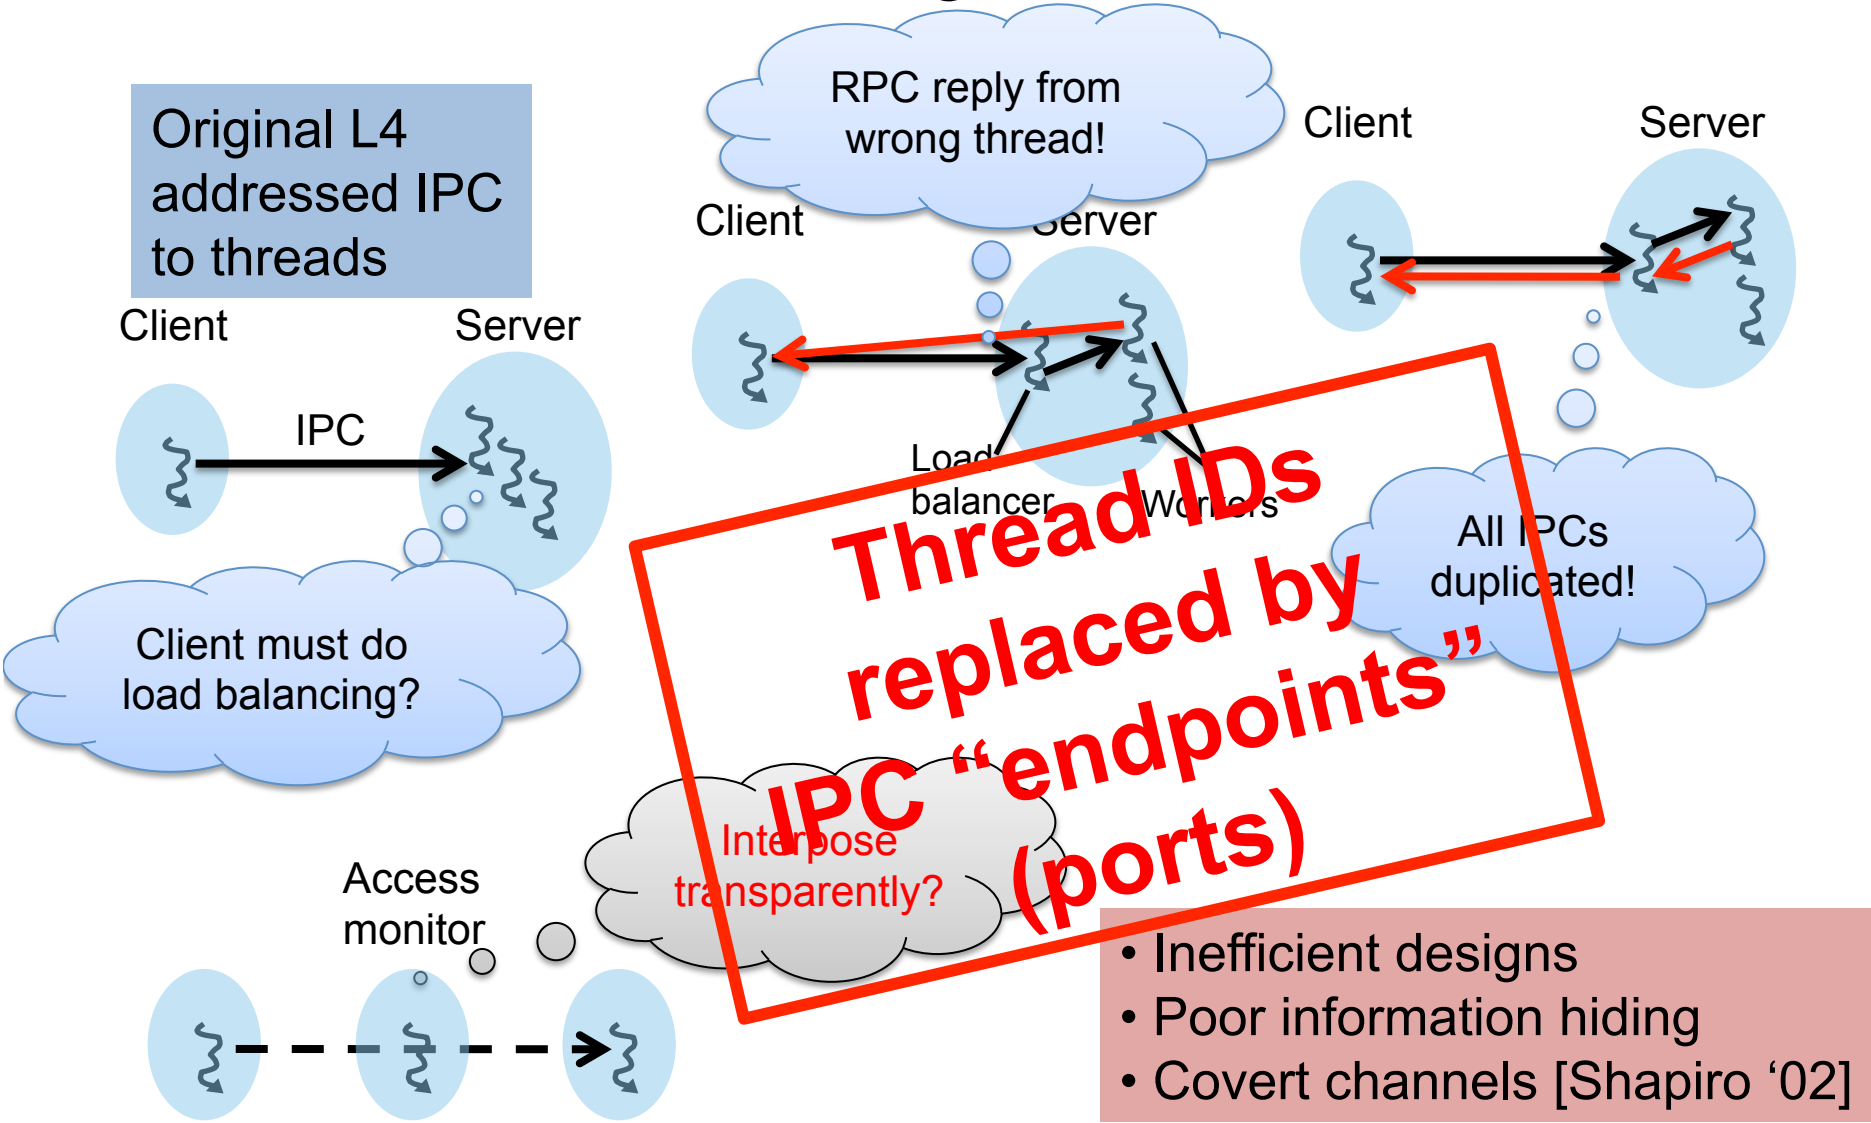 Original L4
addressed IPC
to threads
Client
Server
IPC
Client must do
load balancing?
RPC reply from
wrong thread!
Client
Server
Load
balancer
Workers
Client
Server
All IPCs
duplicated!
Thread IDs
replaced by
IPC “endpoints”
(ports)
Interpose
transparently?
Access
monitor
• Inefficient designs
• Poor information hiding
• Covert channels [Shapiro ‘02]